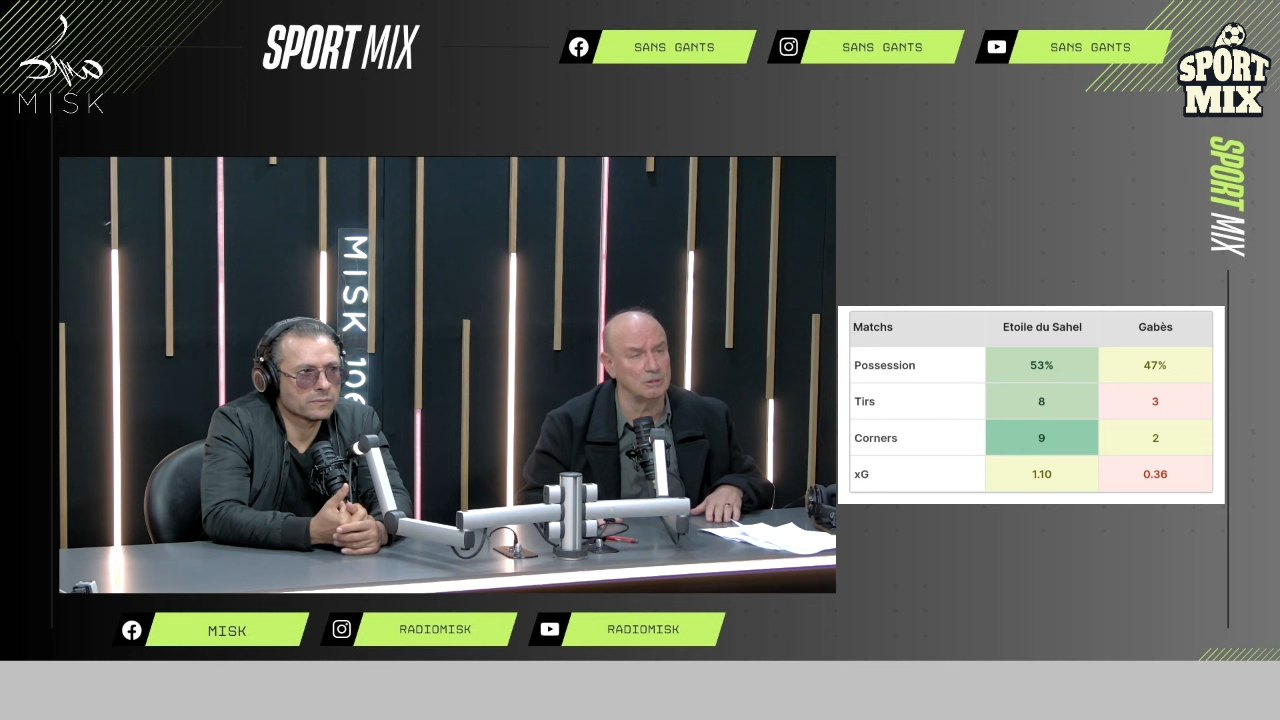 SPORT MIX
SANS GANTS
SANS GANTS
SANS GANTS
MISK
SPORT
MIX
SPORT MIX
MISK 106
Matchs Etoile du Sahel Gabès
Possession 53% 47%
Tirs 8 3
Corners 9 2
xG 1.10 0.36
MISK
RADIOMISK
RADIOMISK